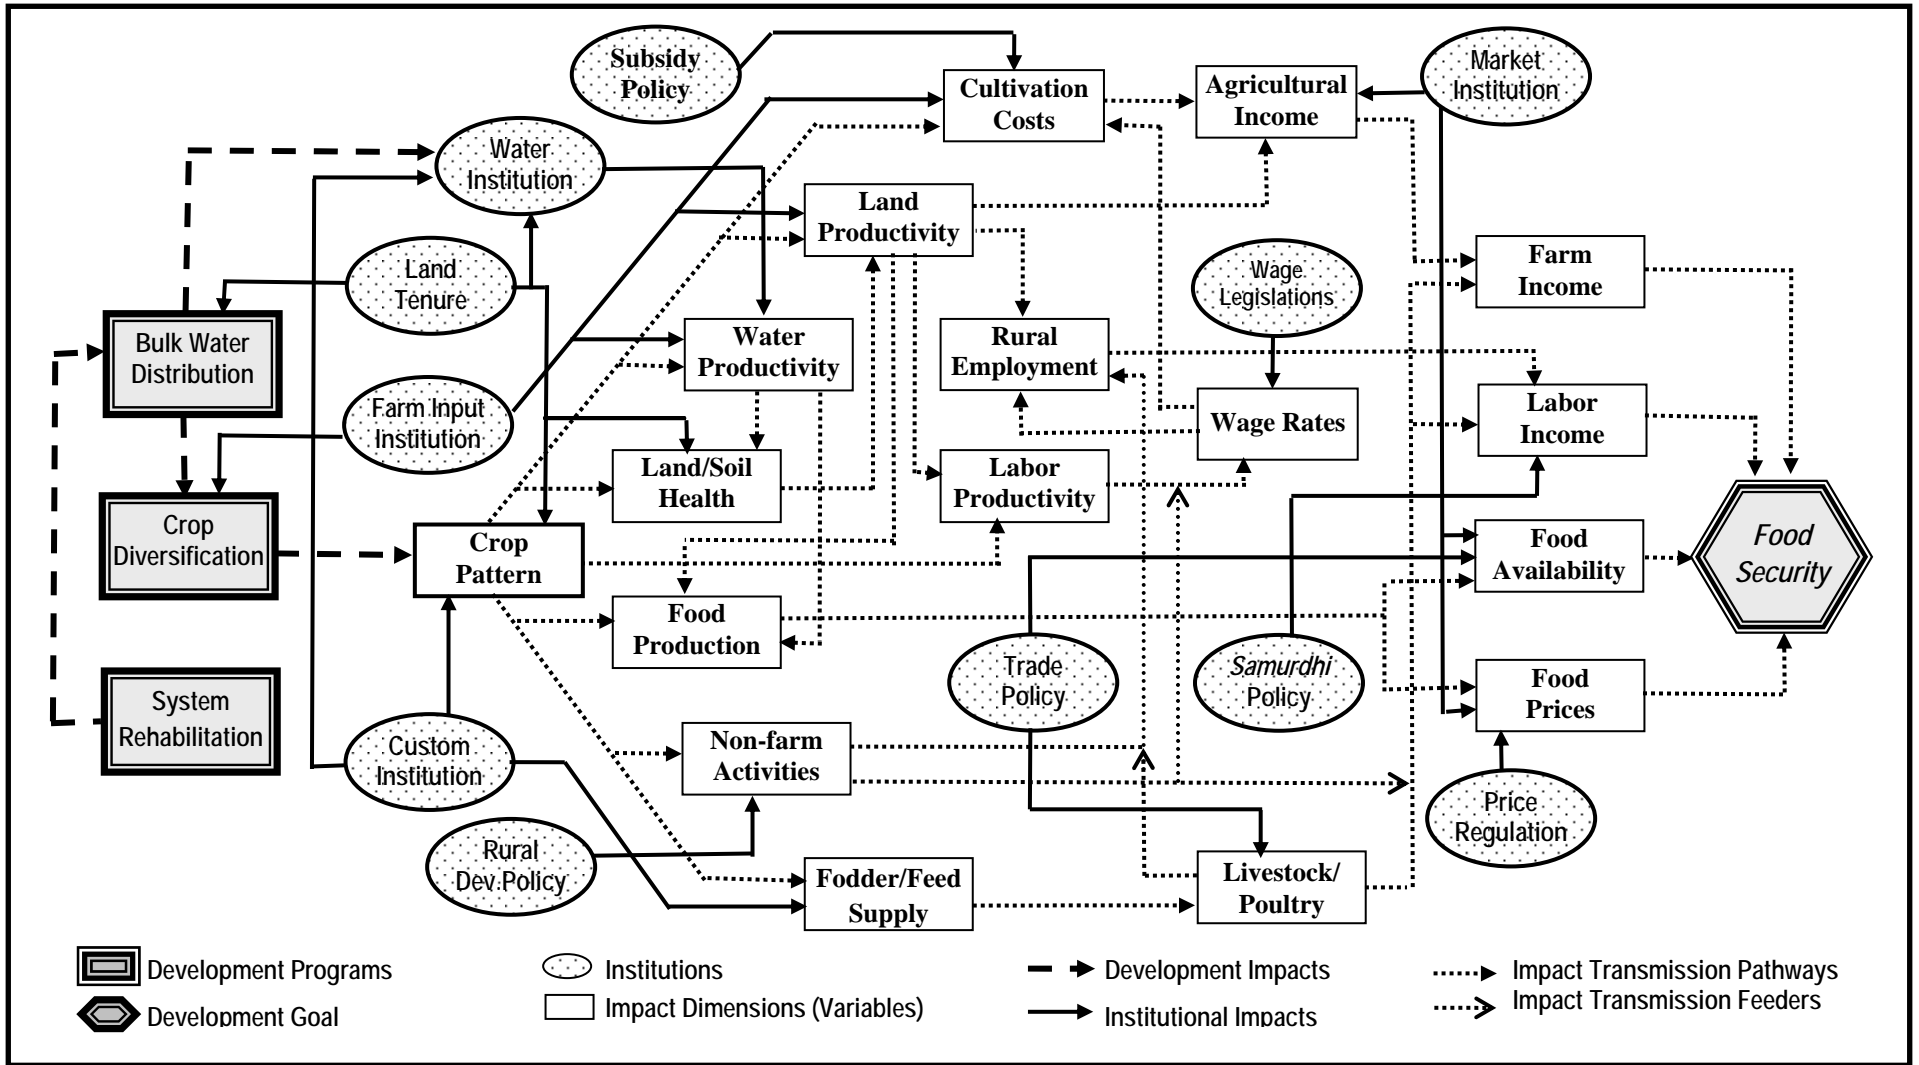 Subsidy
Policy
Cultivation
Costs
Agricultural
Income
Market
Institution
Water
Institution
Land
Productivity
Land
Tenure
Wage
Legislations
Farm
Income
Bulk Water
Distribution
Water
Productivity
Rural
Employment
Farm Input
Institution
Wage Rates
Labor
Income
Land/Soil
Health
Labor
Productivity
Crop
Diversification
Crop
Pattern
Food
Availability
Food
Security
Food
Production
System
Rehabilitation
Trade
Policy
Samurdhi
Policy
Food
Prices
Custom
Institution
Non-farm
Activities
Price
Regulation
Rural
Dev.Policy
Fodder/Feed
Supply
Livestock/
Poultry
Development Programs
Institutions
Development Impacts
Impact Transmission Pathways
Development Goal
Impact Dimensions (Variables)
Institutional Impacts
Impact Transmission Feeders